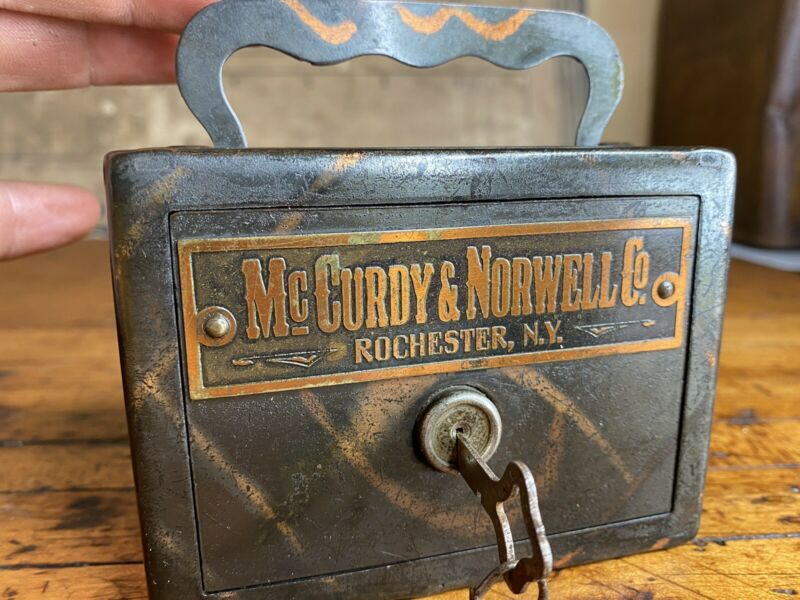 McCURDY & NORWELL Co.
ROCHESTER, N.Y.